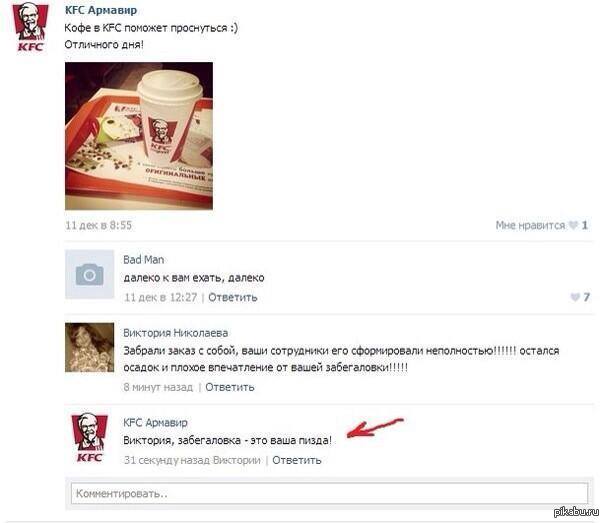 KFC Армавир
Кофе в KFC поможет проснуться :)
Отличного дня!
KFC
KFC
ОРИГИНАЛЬНЫЕ
11 дек в 8:55
Мне нравится 1
Bad Man
далеко к вам ехать, далеко
11 дек в 12:27 | Ответить
7
Виктория Николаева
Забрали заказ с собой, ваши сотрудники его сформировали неполностью!!!!!! остался
осадок и плохое впечатление от вашей забегаловки!!!!!
8 минут назад | Ответить
KFC Армавир
Виктория, забегаловка - это ваша пизда!
KFC
31 секунду назад Виктории | Ответить
Комментировать..
pikabu.ru